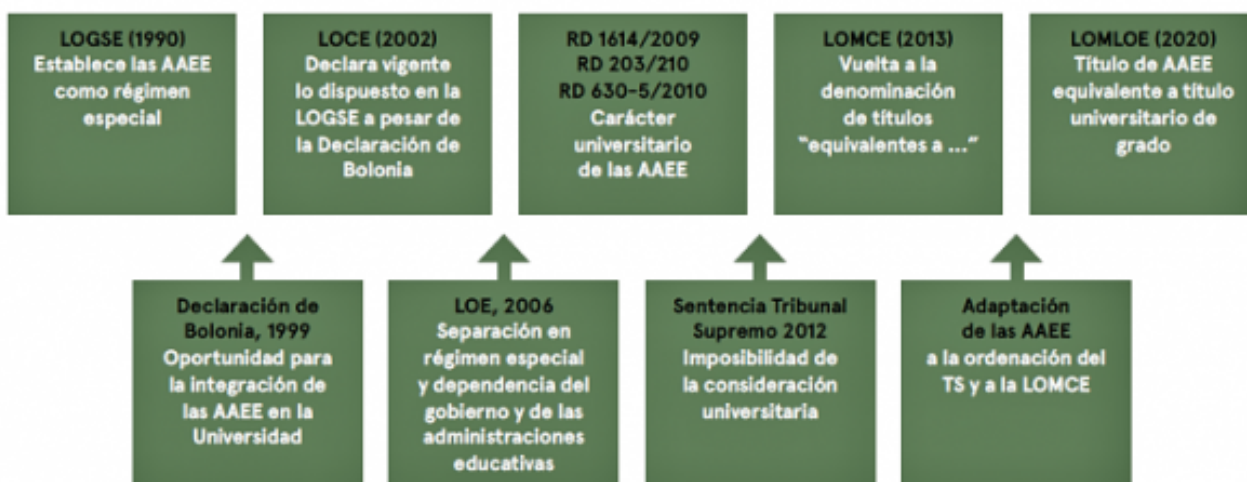 LOGSE (1990)
Establece las AAEE
como régimen
especial
LOCE (2002)
Declara vigente
lo dispuesto en la
LOGSE a pesar de
la Declaración de
Bolonia
RD 1614/2009
RD 203/210
RD 630-5/2010
Carácter
universitario
de las AAEE
LOMCE (2013)
Vuelta a la
denominación
de títulos
"equivalentes a ..."
LOMLOE (2020)
Título de AAEE
equivalente a título
universitario de
grado
Declaración de
Bolonia, 1999
Oportunidad para
la integración de
las AAEE en la
Universidad
LOE, 2006
Separación en
régimen especial
y dependencia del
gobierno y de las
administraciones
educativas
Sentencia Tribunal
Supremo 2012
Imposibilidad de
la consideración
universitaria
Adaptación
de las AAEE
a la ordenación del
TS y a la LOMCE